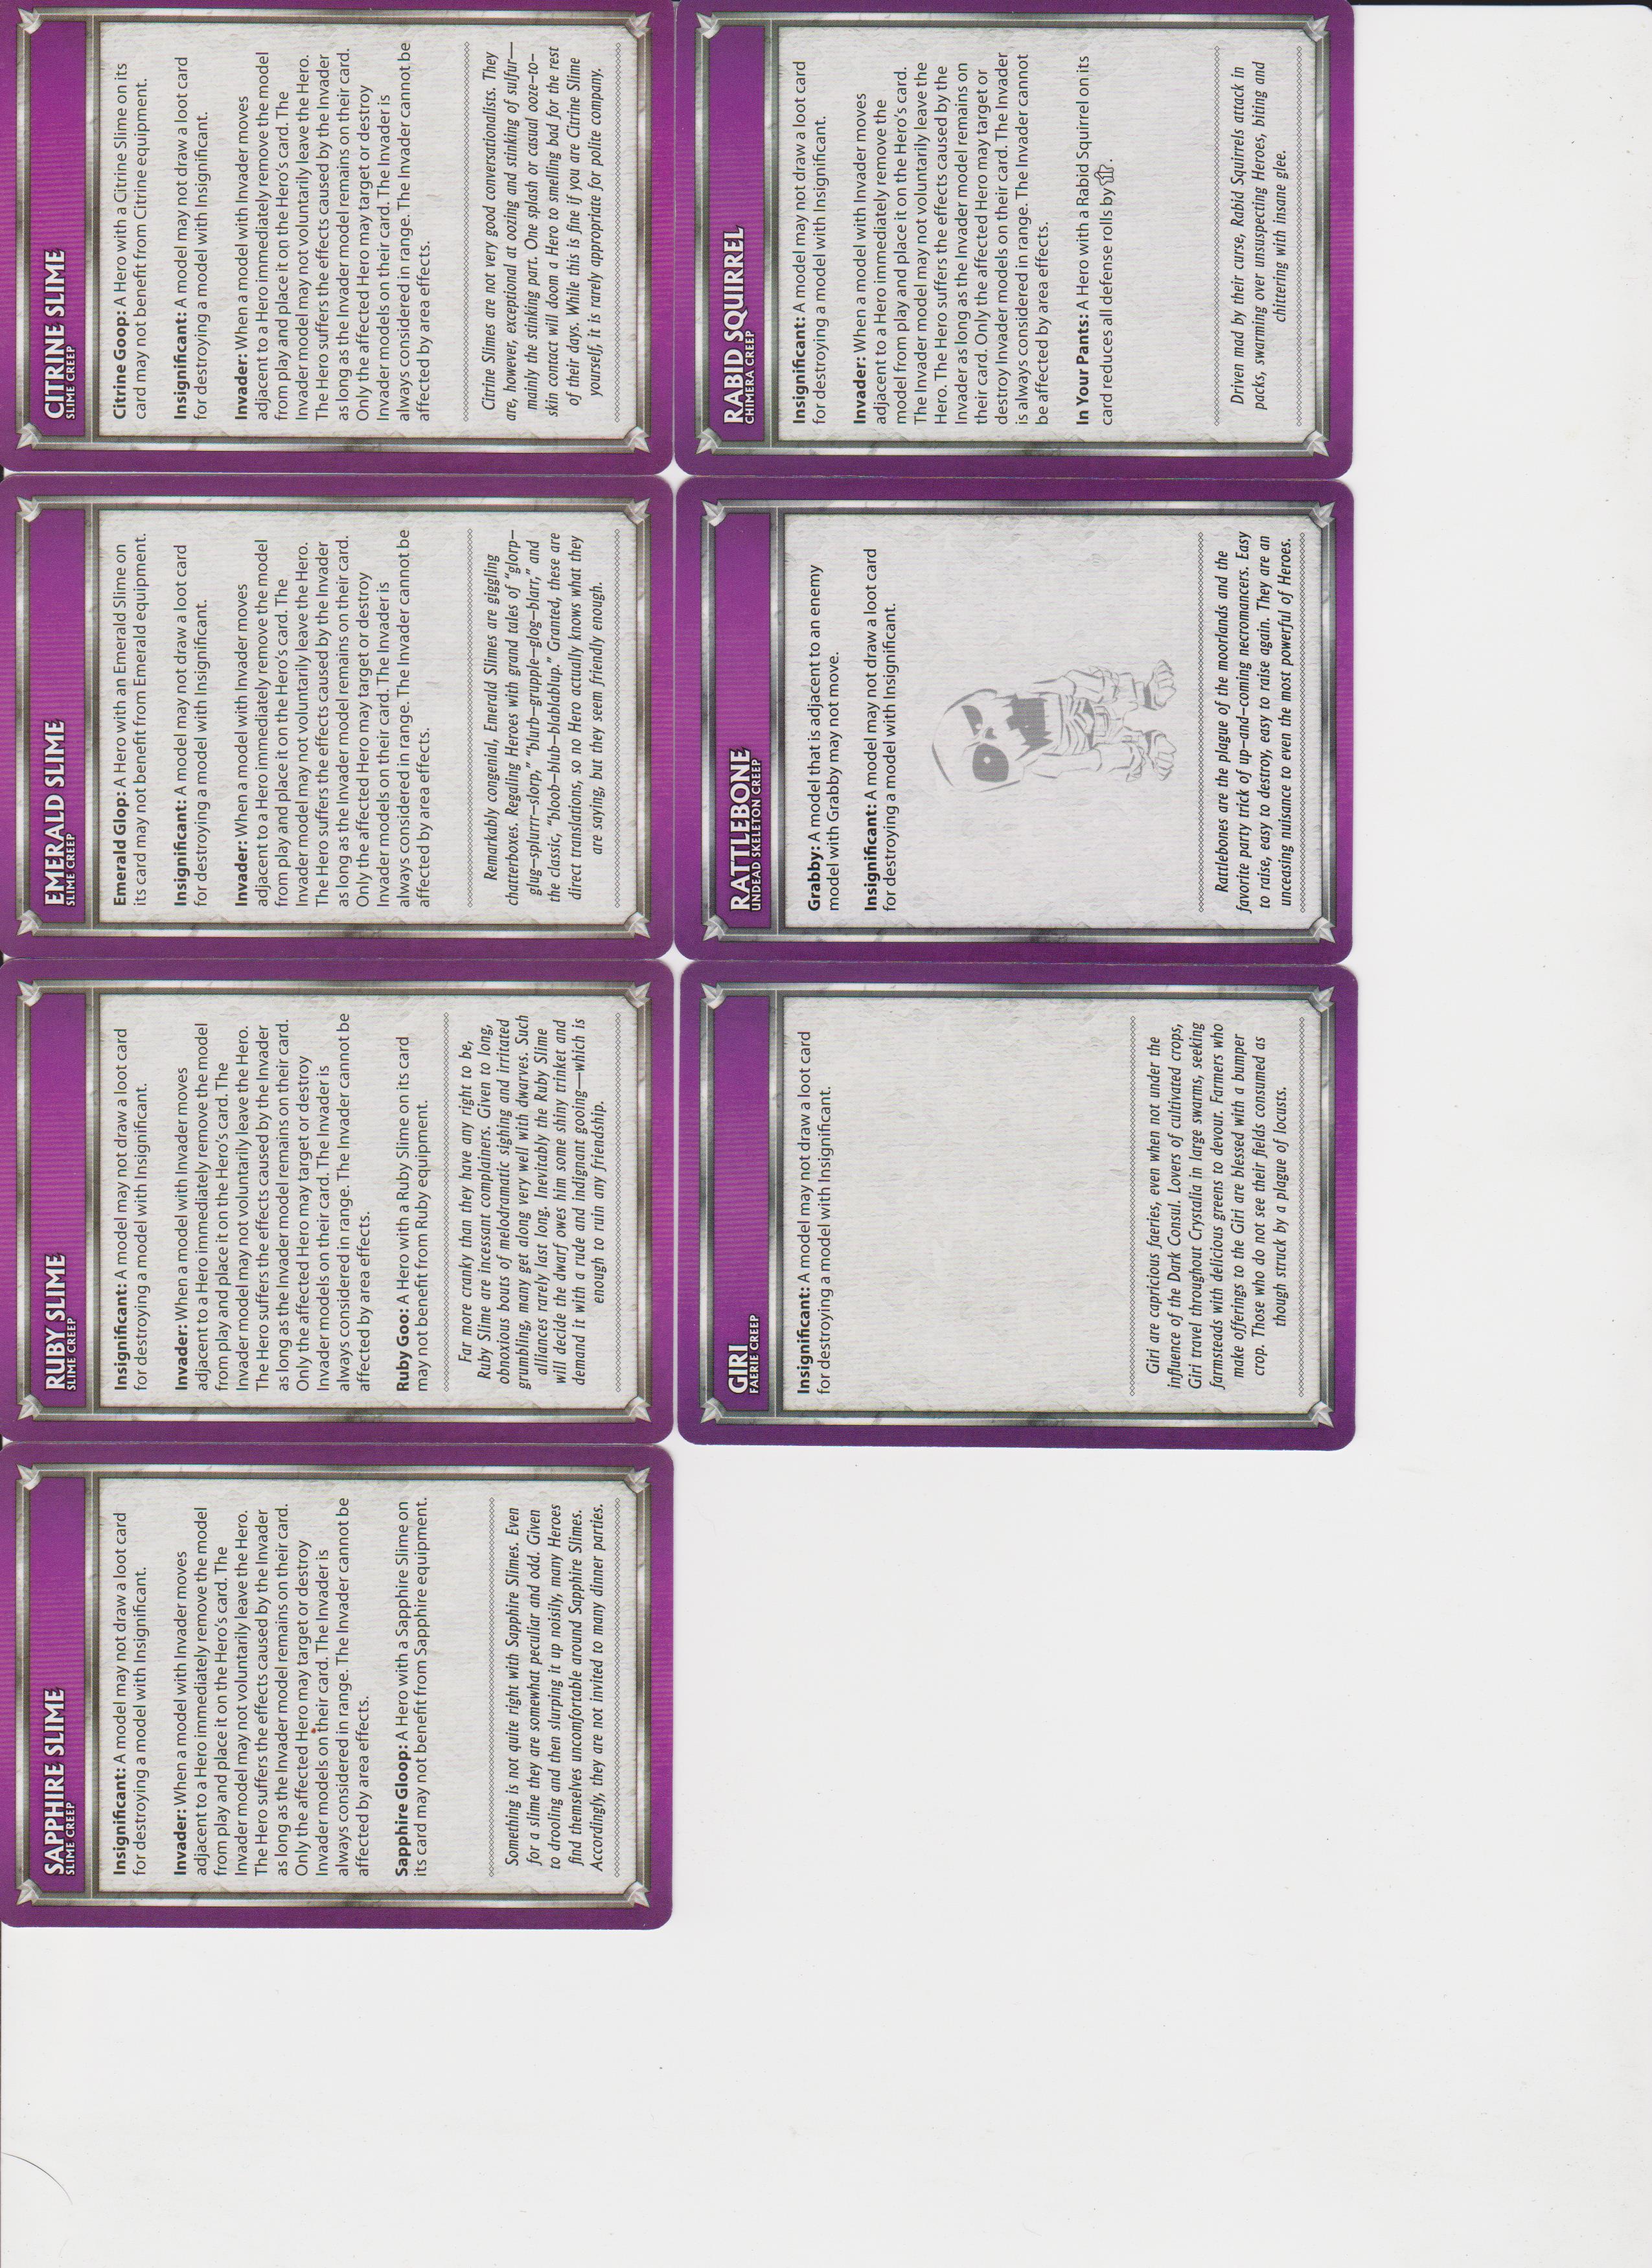 SAPPHIRE SLIME
SLIME CREEP
Insignificant: A model may not draw a loot card
for destroying a model with Insignificant.
Invader: When a model with Invader moves
adjacent to a Hero immediately remove the model
from play and place it on the Hero's card. The
Invader model may not voluntarily leave the Hero.
The Hero suffers the effects caused by the Invader
as long as the Invader model remains on their card.
Only the affected Hero may target or destroy
Invader models on their card. The Invader is
always considered in range. The Invader cannot be
affected by area effects.
Sapphire Gloop: A Hero with a Sapphire Slime on
its card may not benefit from Sapphire equipment.
Something is not quite right with Sapphire Slimes. Even
for a slime they are somewhat peculiar and odd. Given
to drooling and then slurping it up noisily, many Heroes
find themselves uncomfortable around Sapphire Slimes.
Accordingly, they are not invited to many dinner parties.
RUBY SLIME
SLIME CREEP
Insignificant: A model may not draw a loot card
for destroying a model with Insignificant.
Invader: When a model with Invader moves
adjacent to a Hero immediately remove the model
from play and place it on the Hero's card. The
Invader model may not voluntarily leave the Hero.
The Hero suffers the effects caused by the Invader
as long as the Invader model remains on their card.
Only the affected Hero may target or destroy
Invader models on their card. The Invader is
always considered in range. The Invader cannot be
affected by area effects.
Ruby Goo: A Hero with a Ruby Slime on its card
may not benefit from Ruby equipment.
Far more cranky than they have any right to be,
Ruby Slime are incessant complainers. Given to long,
obnoxious bouts of melodramatic sighing and irritated
grumbling, many get along very well with dwarves. Such
alliances rarely last long. Inevitably the Ruby Slime
will decide the dwarf owes him some shiny trinket and
demand it with a rude and indignant gooing—which is
enough to ruin any friendship.
EMERALD SLIME
SLIME CREEP
Emerald Glop: A Hero with an Emerald Slime on
its card may not benefit from Emerald equipment.
Insignificant: A model may not draw a loot card
for destroying a model with Insignificant.
Invader: When a model with Invader moves
adjacent to a Hero immediately remove the model
from play and place it on the Hero's card. The
Invader model may not voluntarily leave the Hero.
The Hero suffers the effects caused by the Invader
as long as the Invader model remains on their card.
Only the affected Hero may target or destroy
Invader models on their card. The Invader is
always considered in range. The Invader cannot be
affected by area effects.
Remarkably congenial, Emerald Slimes are giggling
chatterboxes. Regaling Heroes with grand tales of "glorp–
glug–splurrr–slorp," "blurb–grupple–glog–blarr," and
the classic, "bloob–blub–blablablup." Granted, these are
direct translations, so no Hero actually knows what they
are saying, but they seem friendly enough.
CITRINE SLIME
SLIME CREEP
Citrine Goop: A Hero with a Citrine Slime on its
card may not benefit from Citrine equipment.
Insignificant: A model may not draw a loot card
for destroying a model with Insignificant.
Invader: When a model with Invader moves
adjacent to a Hero immediately remove the model
from play and place it on the Hero's card. The
Invader model may not voluntarily leave the Hero.
The Hero suffers the effects caused by the Invader
as long as the Invader model remains on their card.
Only the affected Hero may target or destroy
Invader models on their card. The Invader is
always considered in range. The Invader cannot be
affected by area effects.
Citrine Slimes are not very good conversationalists. They
are, however, exceptional at oozing and stinking of sulfur—
mainly the stinking part. One splash or casual ooze–to–
skin contact will doom a Hero to smelling bad for the rest
of their days. While this is fine if you are Citrine Slime
yourself, it is rarely appropriate for polite company.
GIRI
FAERIE CREEP
Insignificant: A model may not draw a loot card
for destroying a model with Insignificant.
Giri are capricious faeries, even when not under the
influence of the Dark Consul. Lovers of cultivated crops,
Giri travel throughout Crystalia in large swarms, seeking
farmsteads with delicious greens to devour. Farmers who
make offerings to the Giri are blessed with a bumper
crop. Those who do not see their fields consumed as
though struck by a plague of locusts.
RATTLEBONE
UNDEAD SKELETON CREEP
Grabby: A model that is adjacent to an enemy
model with Grabby may not move.
Insignificant: A model may not draw a loot card
for destroying a model with Insignificant.
Rattlebones are the plague of the moorlands and the
favorite party trick of up–and–coming necromancers. Easy
to raise, easy to destroy, easy to raise again. They are an
unceasing nuisance to even the most powerful of Heroes.
RABID SQUIRREL
CHIMERA CREEP
Insignificant: A model may not draw a loot card
for destroying a model with Insignificant.
Invader: When a model with Invader moves
adjacent to a Hero immediately remove the
model from play and place it on the Hero's card.
The Invader model may not voluntarily leave the
Hero. The Hero suffers the effects caused by the
Invader as long as the Invader model remains on
their card. Only the affected Hero may target or
destroy Invader models on their card. The Invader
is always considered in range. The Invader cannot
be affected by area effects.
In Your Pants: A Hero with a Rabid Squirrel on its
card reduces all defense rolls by .
Driven mad by their curse, Rabid Squirrels attack in
packs, swarming over unsuspecting Heroes, biting and
chittering with insane glee.